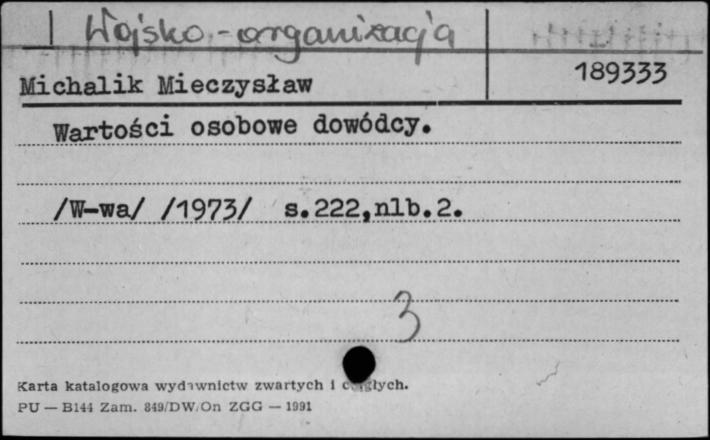 Wojsko - organizacja
Michalik Mieczysław
189333
Wartości osobowe dowódcy.
/W-wa/ /1973/ s.222,nlb.2.
3
Karta katalogowa wydawnictw zwartych i ciągłych.
PU — B144 Zam. 849/DW/On ZGG — 1991